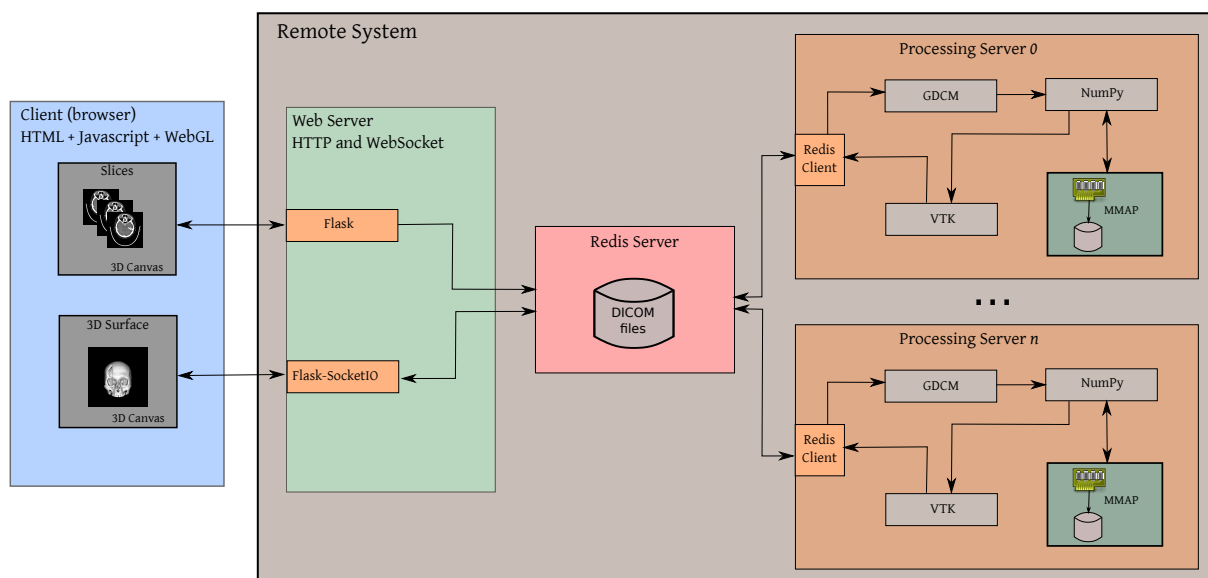 Remote System
Client (browser)
HTML + Javascript + WebGL
Slices
3D Canvas
3D Surface
3D Canvas
Web Server
HTTP and WebSocket
Flask
Flask-SocketIO
Redis Server
DICOM
files
Processing Server 0
GDCM
NumPy
Redis
Client
VTK
MMAP
...
Processing Server n
GDCM
NumPy
Redis
Client
VTK
MMAP